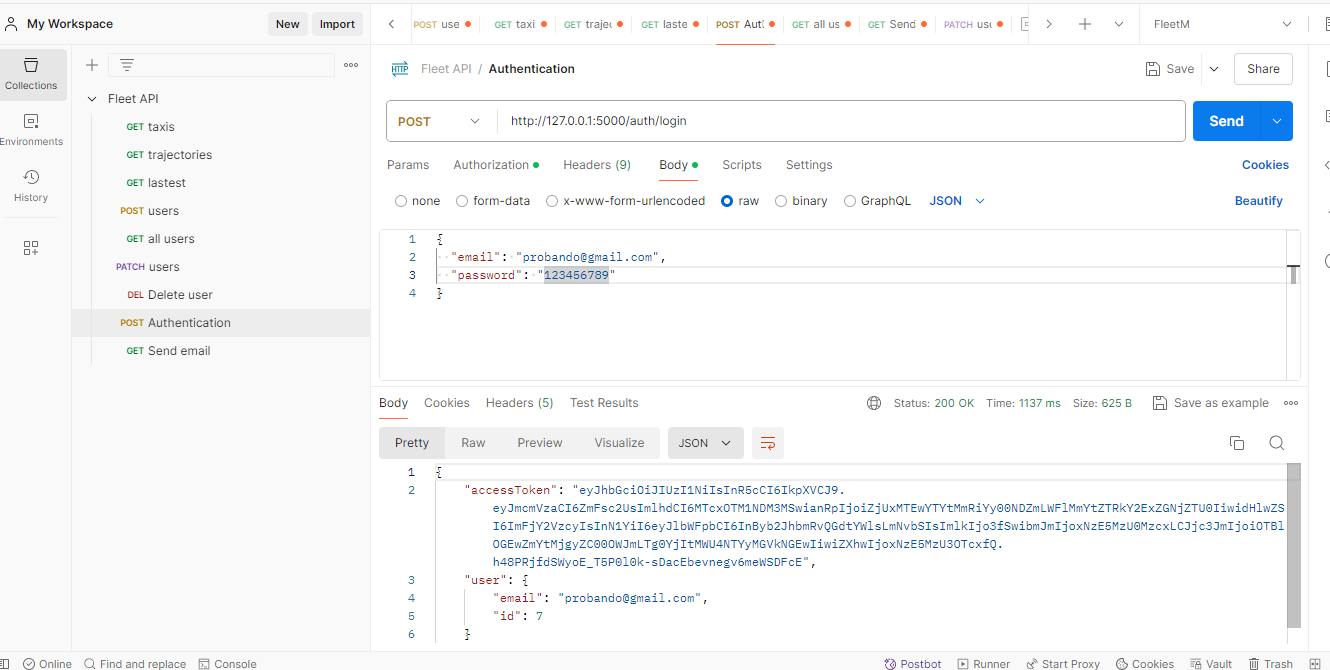 My Workspace
New
Import
POST use
GET taxi
GET trajec
GET laste
POST Autl
GET all us
GET Send
PATCH use
FleetM
Collections
Environments
History
Fleet API
GET taxis
GET trajectories
GET lastest
POST users
GET all users
PATCH users
DEL Delete user
POST Authentication
GET Send email
HTTP Fleet API / Authentication
Save
Share
POST http://127.0.0.1:5000/auth/login
Send
Params Authorization Headers (9) Body Scripts Settings Cookies
none form-data x-www-form-urlencoded raw binary GraphQL JSON Beautify
1 {
2 "email": "probando@gmail.com",
3 "password": "123456789"
4 }
Body Cookies Headers (5) Test Results Status: 200 OK Time: 1137 ms Size: 625 B Save as example
Pretty Raw Preview Visualize JSON
1 {
2 "accessToken": "eyJhbGciOiJIUzI1NiIsInR5cCI6IkpXVCJ9.
3 "user": {
4 "email": "probando@gmail.com",
5 "id": 7
6 }
Online Find and replace Console Postbot Runner Start Proxy Cookies Vault Trash